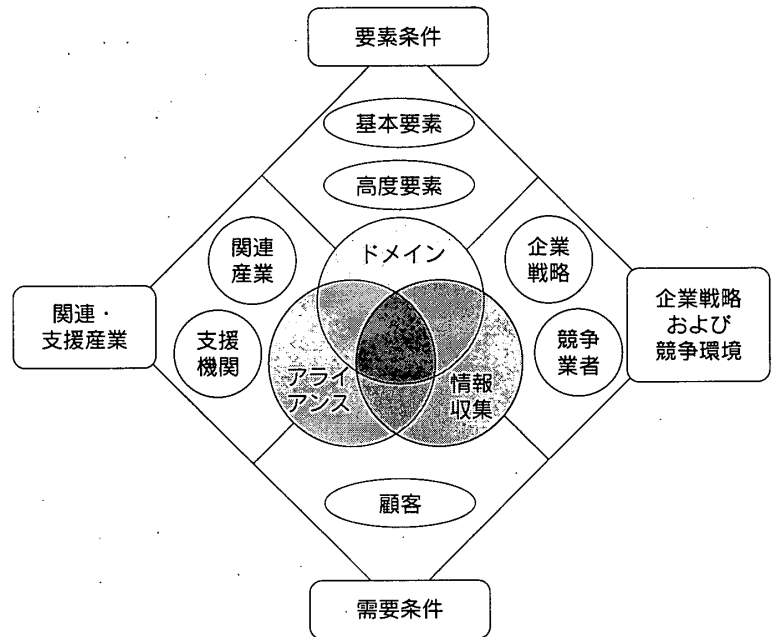 要素条件
基本要素
高度要素
関連
産業
ドメイン
企業
戦略
関連・
支援産業
支援
機関
アライ
アンス
情報
収集
競争
業者
企業戦略
および
競争環境
顧客
需要条件